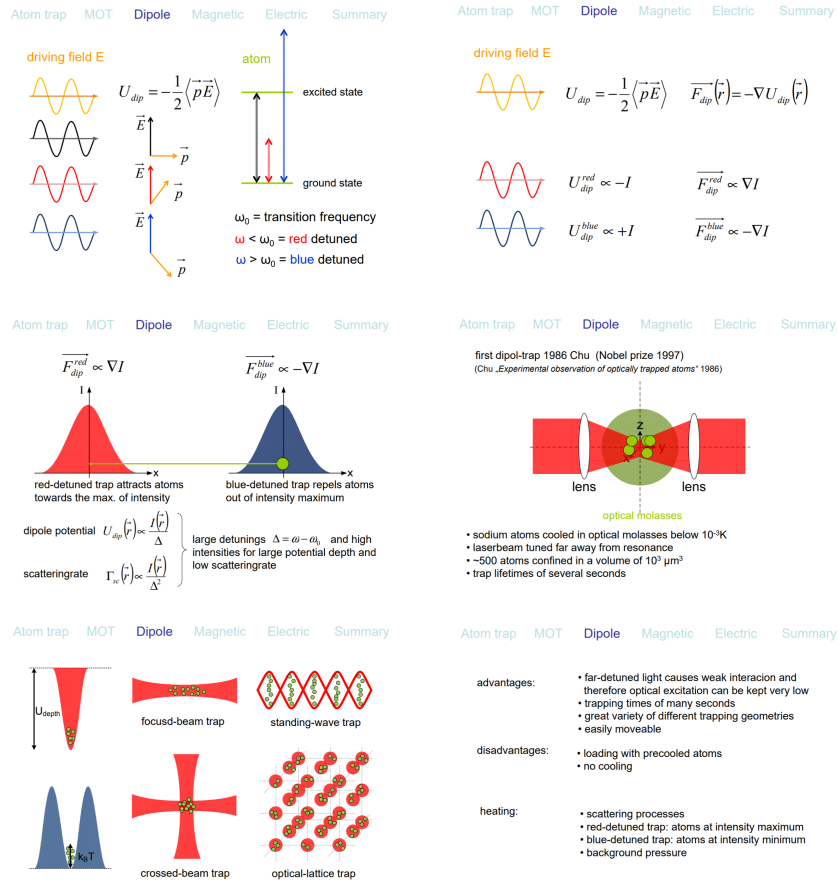 Atom trap MOT Dipole Magnetic Electric Summary
driving field E
atom
U_dip = -1/2 ⟨p⃗E⃗⟩
excited state
E⃗
p⃗
E⃗
p⃗
ground state
E⃗
p⃗
ω₀ = transition frequency
ω < ω₀ = red detuned
ω > ω₀ = blue detuned
Atom trap MOT Dipole Magnetic Electric Summary
driving field E
U_dip = -1/2 ⟨p⃗E⃗⟩ F_dip(r⃗) = -∇U_dip(r⃗)
U_dip^red ∝ -I F_dip^red ∝ ∇I
U_dip^blue ∝ +I F_dip^blue ∝ -∇I
Atom trap MOT Dipole Magnetic Electric Summary
F_dip^red ∝ ∇I F_dip^blue ∝ -∇I
I I
x x
red-detuned trap attracts atoms
towards the max. of intensity
blue-detuned trap repels atoms
out of intensity maximum
dipole potential U_dip(r⃗) ∝ I(r⃗)/Δ
scatteringrate Γ_sc(r⃗) ∝ I(r⃗)/Δ²
large detunings Δ = ω - ω₀ and high
intensities for large potential depth and
low scatteringrate
Atom trap MOT Dipole Magnetic Electric Summary
first dipol-trap 1986 Chu (Nobel prize 1997)
(Chu „Experimental observation of optically trapped atoms" 1986)
z
y
x
lens lens
optical molasses
• sodium atoms cooled in optical molasses below 10⁻³K
• laserbeam tuned far away from resonance
• ~500 atoms confined in a volume of 10³ µm³
• trap lifetimes of several seconds
Atom trap MOT Dipole Magnetic Electric Summary
U_depth
focusd-beam trap standing-wave trap
k_BT
crossed-beam trap optical-lattice trap
Atom trap MOT Dipole Magnetic Electric Summary
advantages:
• far-detuned light causes weak interacion and
therefore optical excitation can be kept very low
• trapping times of many seconds
• great variety of different trapping geometries
• easily moveable
disadvantages:
• loading with precooled atoms
• no cooling
heating:
• scattering processes
• red-detuned trap: atoms at intensity maximum
• blue-detuned trap: atoms at intensity minimum
• background pressure